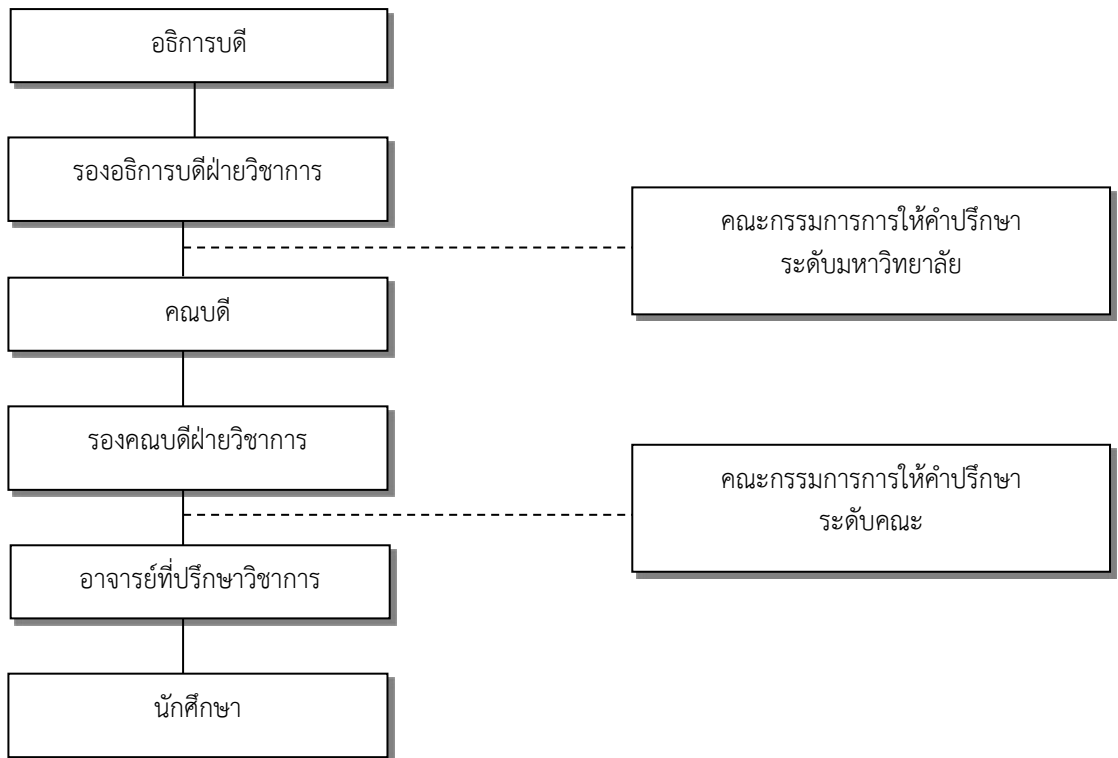 อธิการบดี
รองอธิการบดีฝ่ายวิชาการ
คณะกรรมการการให้คำปรึกษา
ระดับมหาวิทยาลัย
คณบดี
รองคณบดีฝ่ายวิชาการ
คณะกรรมการการให้คำปรึกษา
ระดับคณะ
อาจารย์ที่ปรึกษาวิชาการ
นักศึกษา